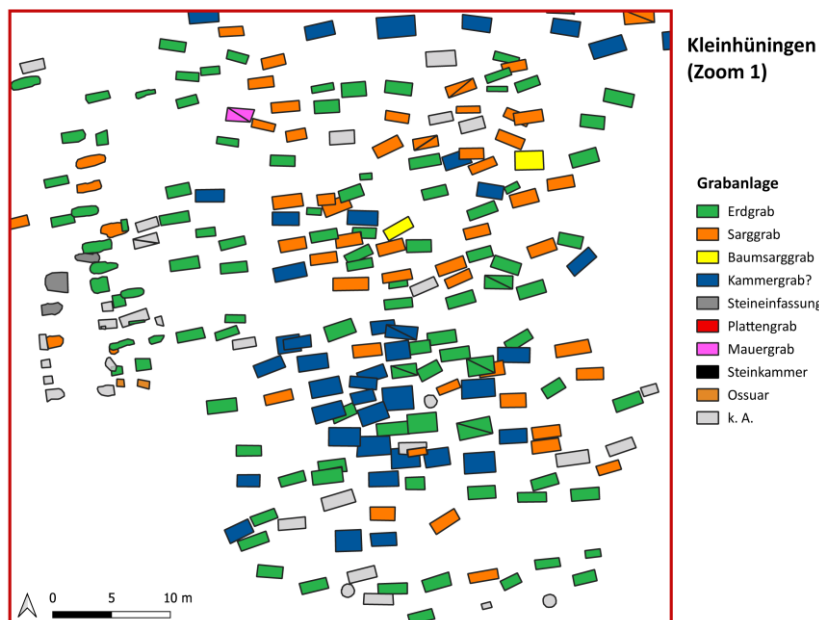 Kleinhüningen
(Zoom 1)
Grabanlage
Erdgrab
Sarggrab
Baumsarggrab
Kammergrab?
Steineinfassung
Plattengrab
Mauergrab
Steinkammer
Ossuar
k. A.
0 5 10 m